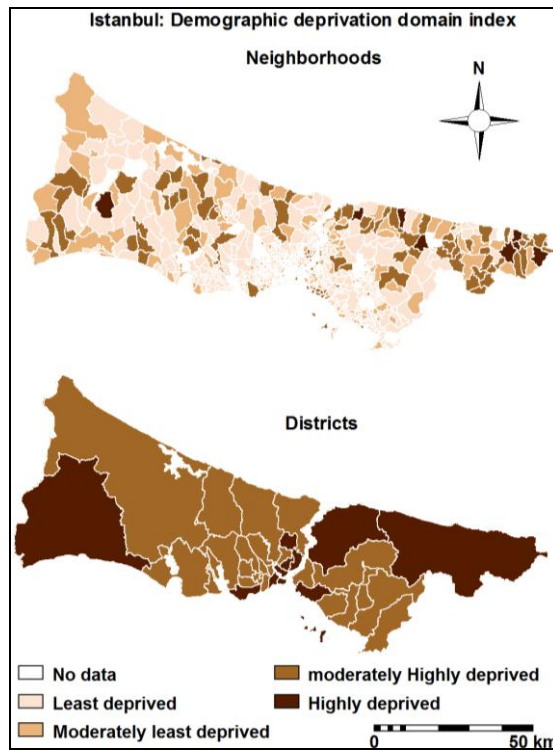 Istanbul: Demographic deprivation domain index
Neighborhoods
N
Districts
No data
Least deprived
Moderately least deprived
moderately Highly deprived
Highly deprived
0 50 km